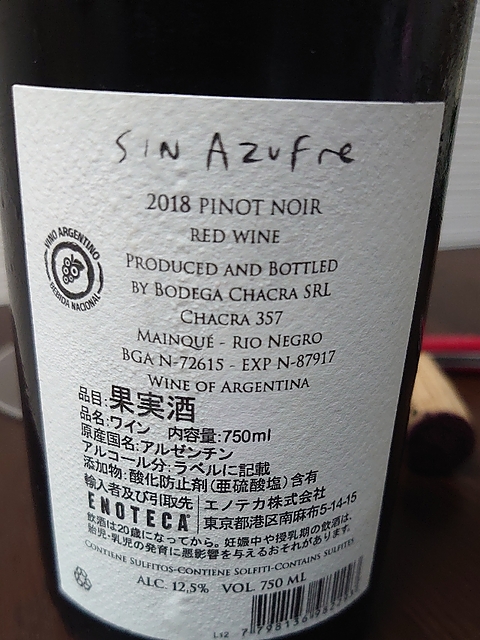 SIN AZUFre
2018 PINOT NOIR
RED WINE
PRODUCED AND BOTTLED
BY BODEGA CHACRA SRL
CHACRA 357
MAINQUÉ - RIO NEGRO
BGA N-72615 - EXP N-87917
WINE OF ARGENTINA
VINO ARGENTINO
BEBIDA NACIONAL
品目:果実酒
品名:ワイン 内容量:750ml
原産国名:アルゼンチン
アルコール分:ラベルに記載
添加物:酸化防止剤(亜硫酸塩)含有
輸入者及び引取先
ENOTECA
エノテカ株式会社
東京都港区南麻布5-14-15
飲酒は20歳になってから。妊娠中や授乳期の飲酒は、
胎児・乳児の発育に悪影響を与えるおそれがあります。
CONTIENE SULFITOS-CONTIENE SOLFITI-CONTAINS SULFITES
ALC. 12,5% VOL. 750 ML
L12